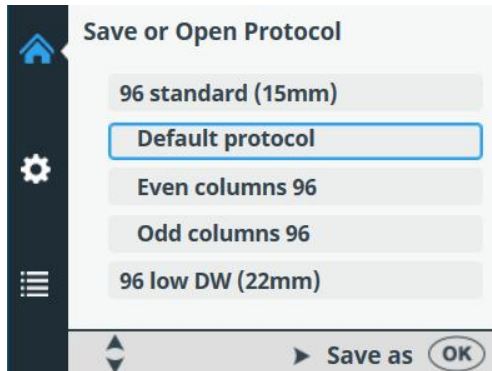 Save or Open Protocol
96 standard (15mm)
Default protocol
Even columns 96
Odd columns 96
96 low DW (22mm)
Save as OK